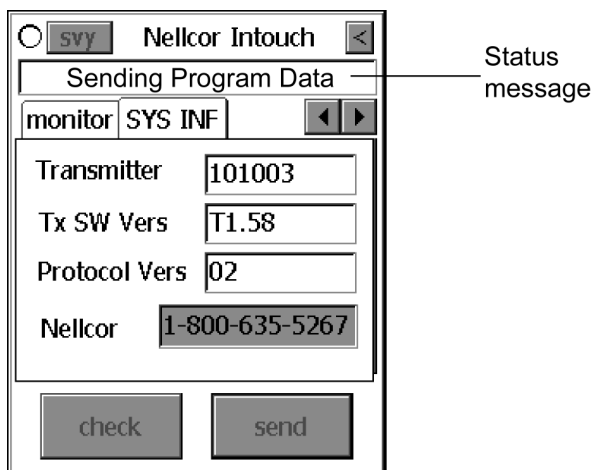 svy Nellcor Intouch <
Sending Program Data
Status
message
monitor SYS INF
Transmitter 101003
Tx SW Vers T1.58
Protocol Vers 02
Nellcor 1-800-635-5267
check send